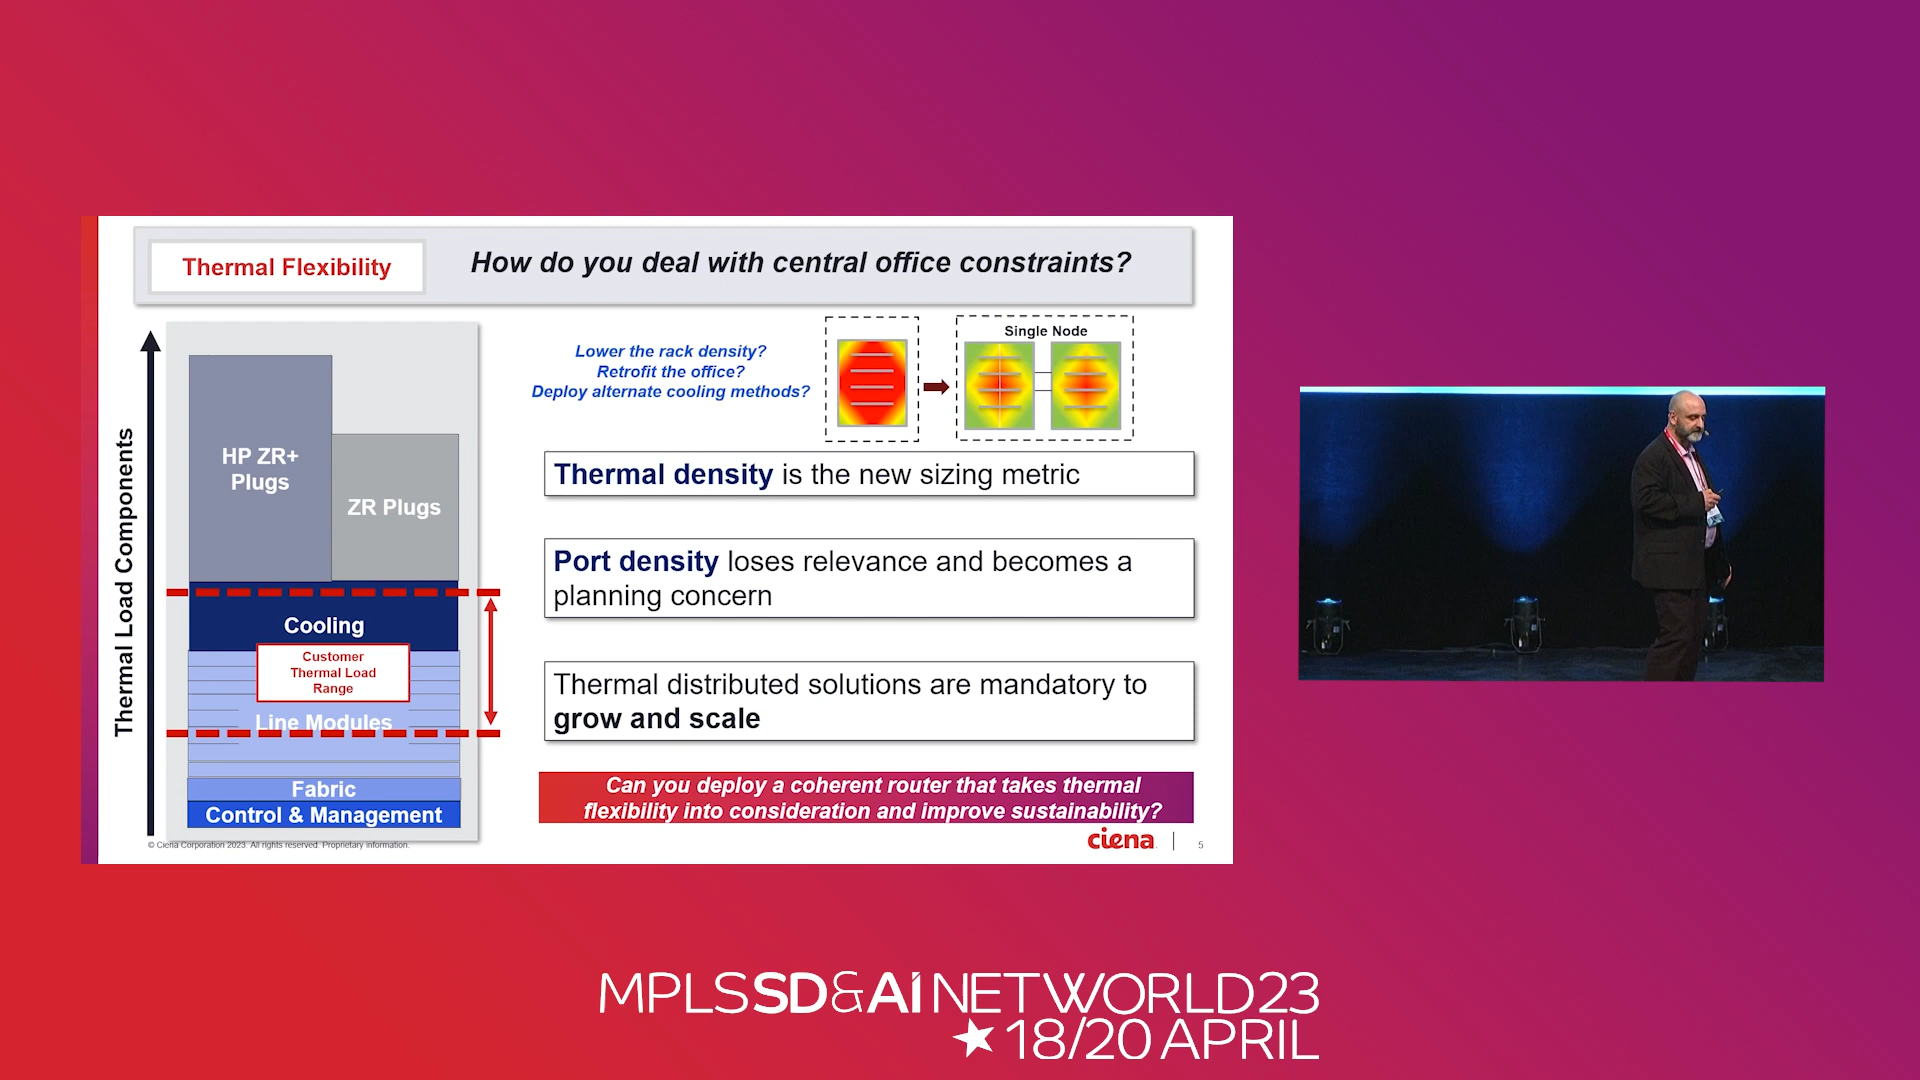 Thermal Flexibility
How do you deal with central office constraints?
Thermal Load Components
HP ZR+
Plugs
ZR Plugs
Cooling
Customer
Thermal Load
Range
Line Modules
Fabric
Control & Management
Lower the rack density?
Retrofit the office?
Deploy alternate cooling methods?
Single Node
Thermal density is the new sizing metric
Port density loses relevance and becomes a
planning concern
Thermal distributed solutions are mandatory to
grow and scale
Can you deploy a coherent router that takes thermal
flexibility into consideration and improve sustainability?
© Ciena Corporation 2023. All rights reserved. Proprietary information.
ciena
5
MPLSSD&AI NETWORLD23
18/20 APRIL